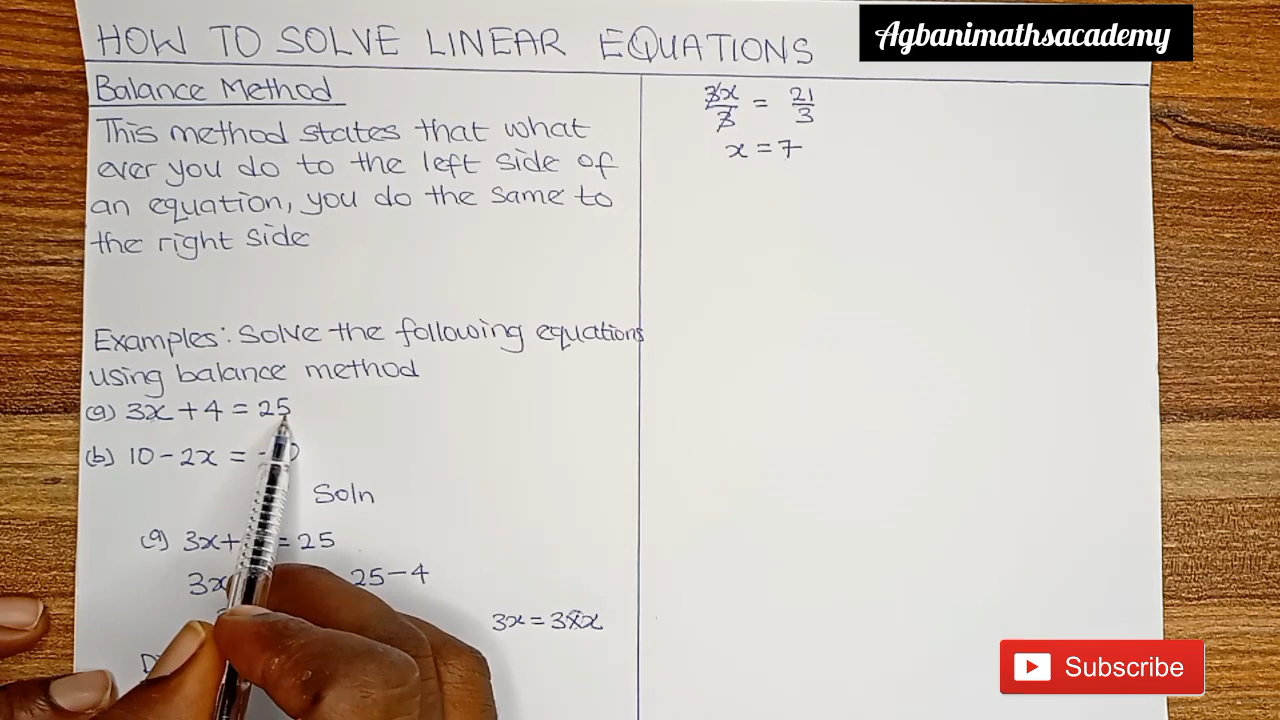 HOW TO SOLVE LINEAR EQUATIONS
Agbanimathsacademy
Balance Method
This method states that what
ever you do to the left side of
an equation, you do the same to
the right side
Examples: Solve the following equations
using balance method
(a) 3x + 4 = 25
(b) 10 - 2x = -
Soln
(a) 3x+ = 25
3x 25-4
3x = 3×x
3x/3 = 21/3
x = 7
Subscribe